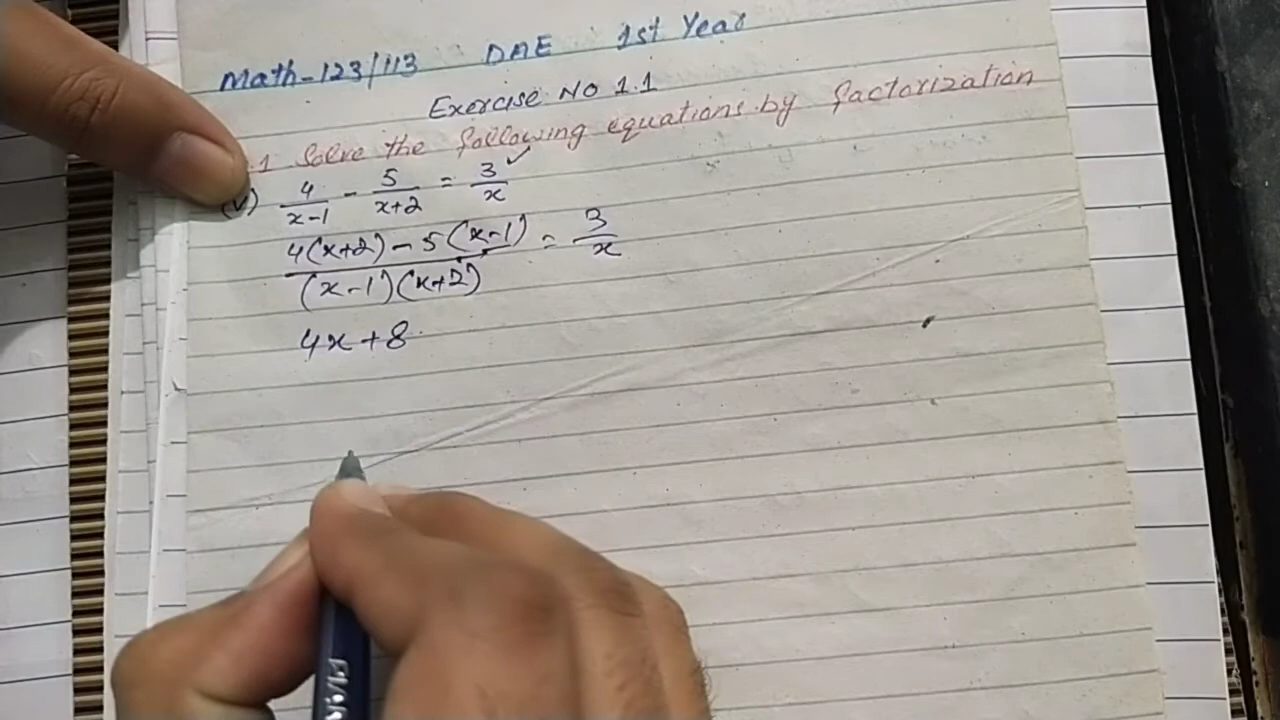 Math-123/113 DAE 1st Year
Exercise No 1.1
.1 Solve the following equations by factorization
(v) 4/(x-1) - 5/(x+2) = 3/x ✓
(4(x+2) - 5(x-1))/((x-1)(x+2)) = 3/x
4x+8